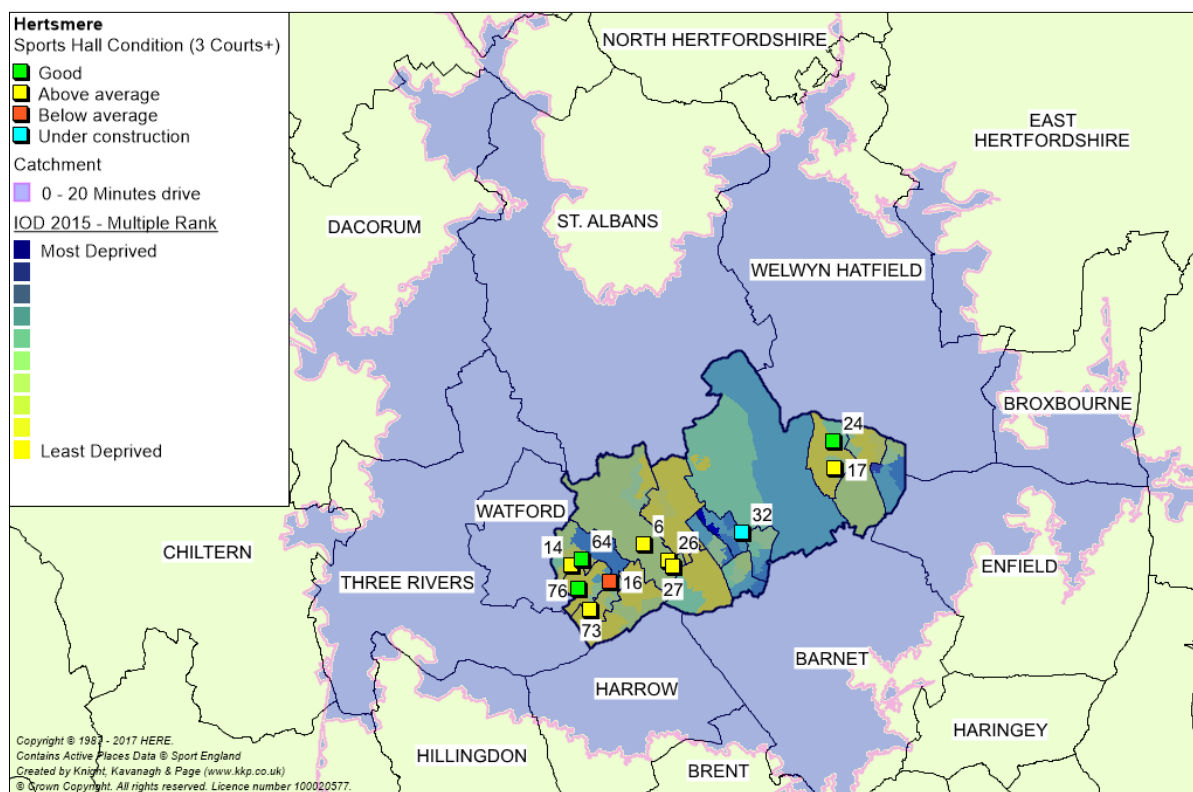 Hertsmere
Sports Hall Condition (3 Courts+)
Good
Above average
Below average
Under construction
Catchment
0 - 20 Minutes drive
IOD 2015 - Multiple Rank
Most Deprived
Least Deprived
NORTH HERTFORDSHIRE
EAST
HERTFORDSHIRE
DACORUM
ST. ALBANS
WELWYN HATFIELD
BROXBOURNE
24
17
WATFORD
32
6
64
26
14
CHILTERN
THREE RIVERS
ENFIELD
16
76
27
73
BARNET
HARROW
HARINGEY
HILLINGDON
BRENT
Copyright © 1987 - 2017 HERE.
Contains Active Places Data © Sport England
Created by Knight, Kavanagh & Page (www.kkp.co.uk)
© Crown Copyright. All rights reserved. Licence number 100020577.